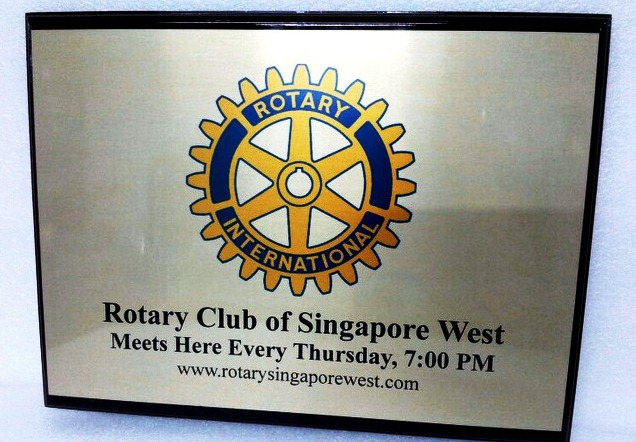 ROTARY
INTERNATIONAL
Rotary Club of Singapore West
Meets Here Every Thursday, 7:00 PM
www.rotarysingaporewest.com